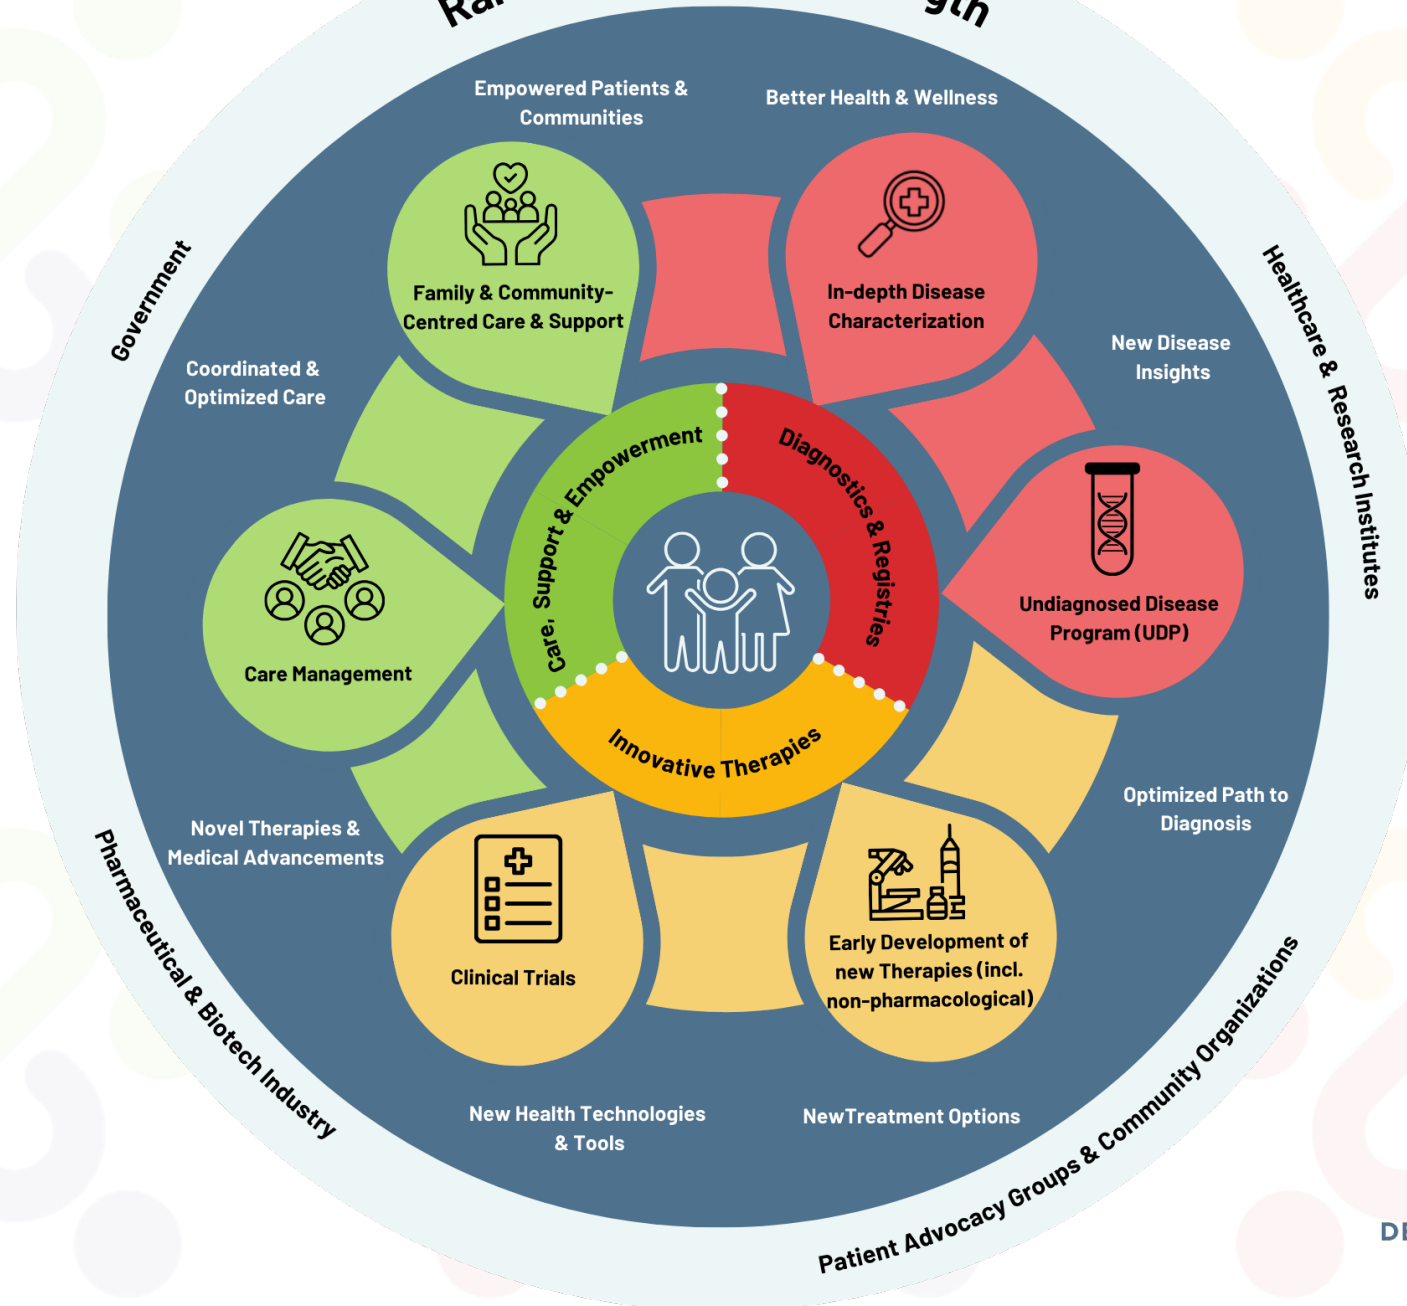 Empowered Patients &
Communities
Better Health & Wellness
Family & Community-
Centred Care & Support
In-depth Disease
Characterization
Government
Healthcare & Research Institutes
Coordinated &
Optimized Care
New Disease
Insights
Care, Support & Empowerment
Diagnostics & Registries
Innovative Therapies
Care Management
Undiagnosed Disease
Program (UDP)
Novel Therapies &
Medical Advancements
Optimized Path to
Diagnosis
Clinical Trials
Early Development of
new Therapies (incl.
non-pharmacological)
New Health Technologies
& Tools
NewTreatment Options
Pharmaceutical & Biotech Industry
Patient Advocacy Groups & Community Organizations